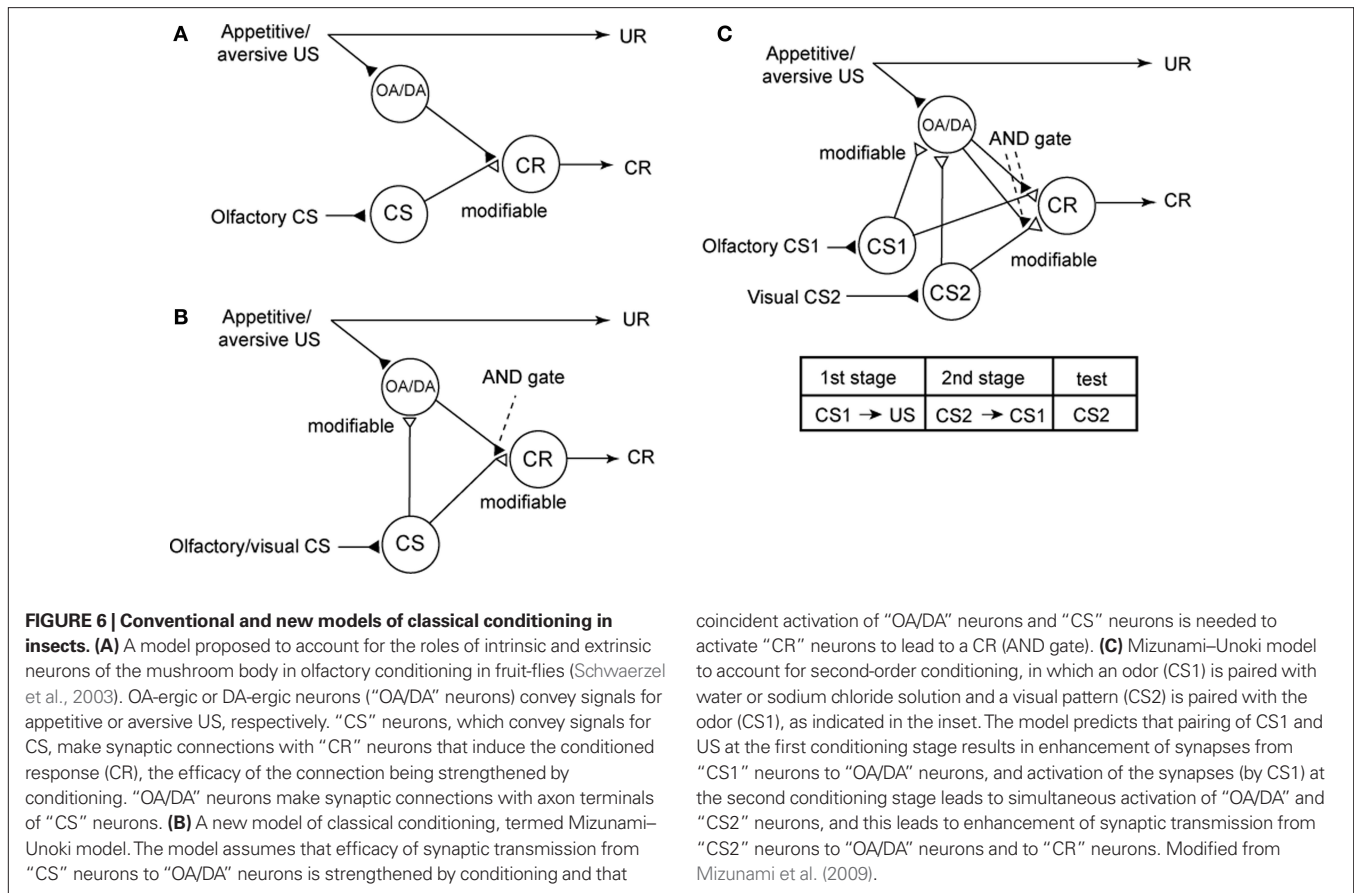 A
Appetitive/
aversive US
UR
OA/DA
CR
CR
Olfactory CS
CS
modifiable
B
Appetitive/
aversive US
UR
OA/DA
AND gate
modifiable
CR
CR
modifiable
Olfactory/visual CS
CS
C
Appetitive/
aversive US
UR
OA/DA
AND gate
modifiable
CR
CR
Olfactory CS1
CS1
modifiable
Visual CS2
CS2
1st stage 2nd stage test
CS1 → US CS2 → CS1 CS2
FIGURE 6 | Conventional and new models of classical conditioning in
insects. (A) A model proposed to account for the roles of intrinsic and extrinsic
neurons of the mushroom body in olfactory conditioning in fruit-flies (Schwaerzel
et al., 2003). OA-ergic or DA-ergic neurons (“OA/DA” neurons) convey signals for
appetitive or aversive US, respectively. “CS” neurons, which convey signals for
CS, make synaptic connections with “CR” neurons that induce the conditioned
response (CR), the efficacy of the connection being strengthened by
conditioning. “OA/DA” neurons make synaptic connections with axon terminals
of “CS” neurons. (B) A new model of classical conditioning, termed Mizunami–
Unoki model. The model assumes that efficacy of synaptic transmission from
“CS” neurons to “OA/DA” neurons is strengthened by conditioning and that
coincident activation of “OA/DA” neurons and “CS” neurons is needed to
activate “CR” neurons to lead to a CR (AND gate). (C) Mizunami–Unoki model
to account for second-order conditioning, in which an odor (CS1) is paired with
water or sodium chloride solution and a visual pattern (CS2) is paired with the
odor (CS1), as indicated in the inset. The model predicts that pairing of CS1 and
US at the first conditioning stage results in enhancement of synapses from
“CS1” neurons to “OA/DA” neurons, and activation of the synapses (by CS1) at
the second conditioning stage leads to simultaneous activation of “OA/DA” and
“CS2” neurons, and this leads to enhancement of synaptic transmission from
“CS2” neurons to “OA/DA” neurons and to “CR” neurons. Modified from
Mizunami et al. (2009).